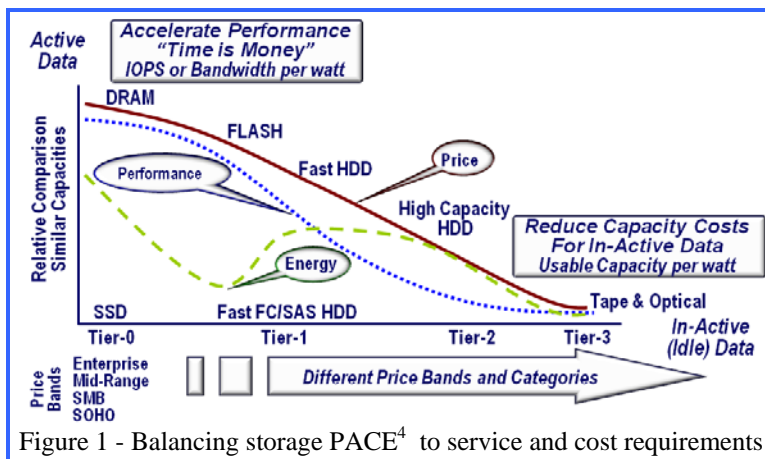 Active
Data
Accelerate Performance
"Time is Money"
IOPS or Bandwidth per watt
DRAM
FLASH
Fast HDD
Price
Performance
High Capacity
HDD
Energy
Reduce Capacity Costs
For In-Active Data
Usable Capacity per watt
Relative Comparison
Similar Capacities
SSD
Fast FC/SAS HDD
Tape & Optical
Tier-0
Tier-1
Tier-2
Tier-3
In-Active
(Idle) Data
Price
Bands
Enterprise
Mid-Range
SMB
SOHO
Different Price Bands and Categories
Figure 1 - Balancing storage PACE⁴ to service and cost requirements